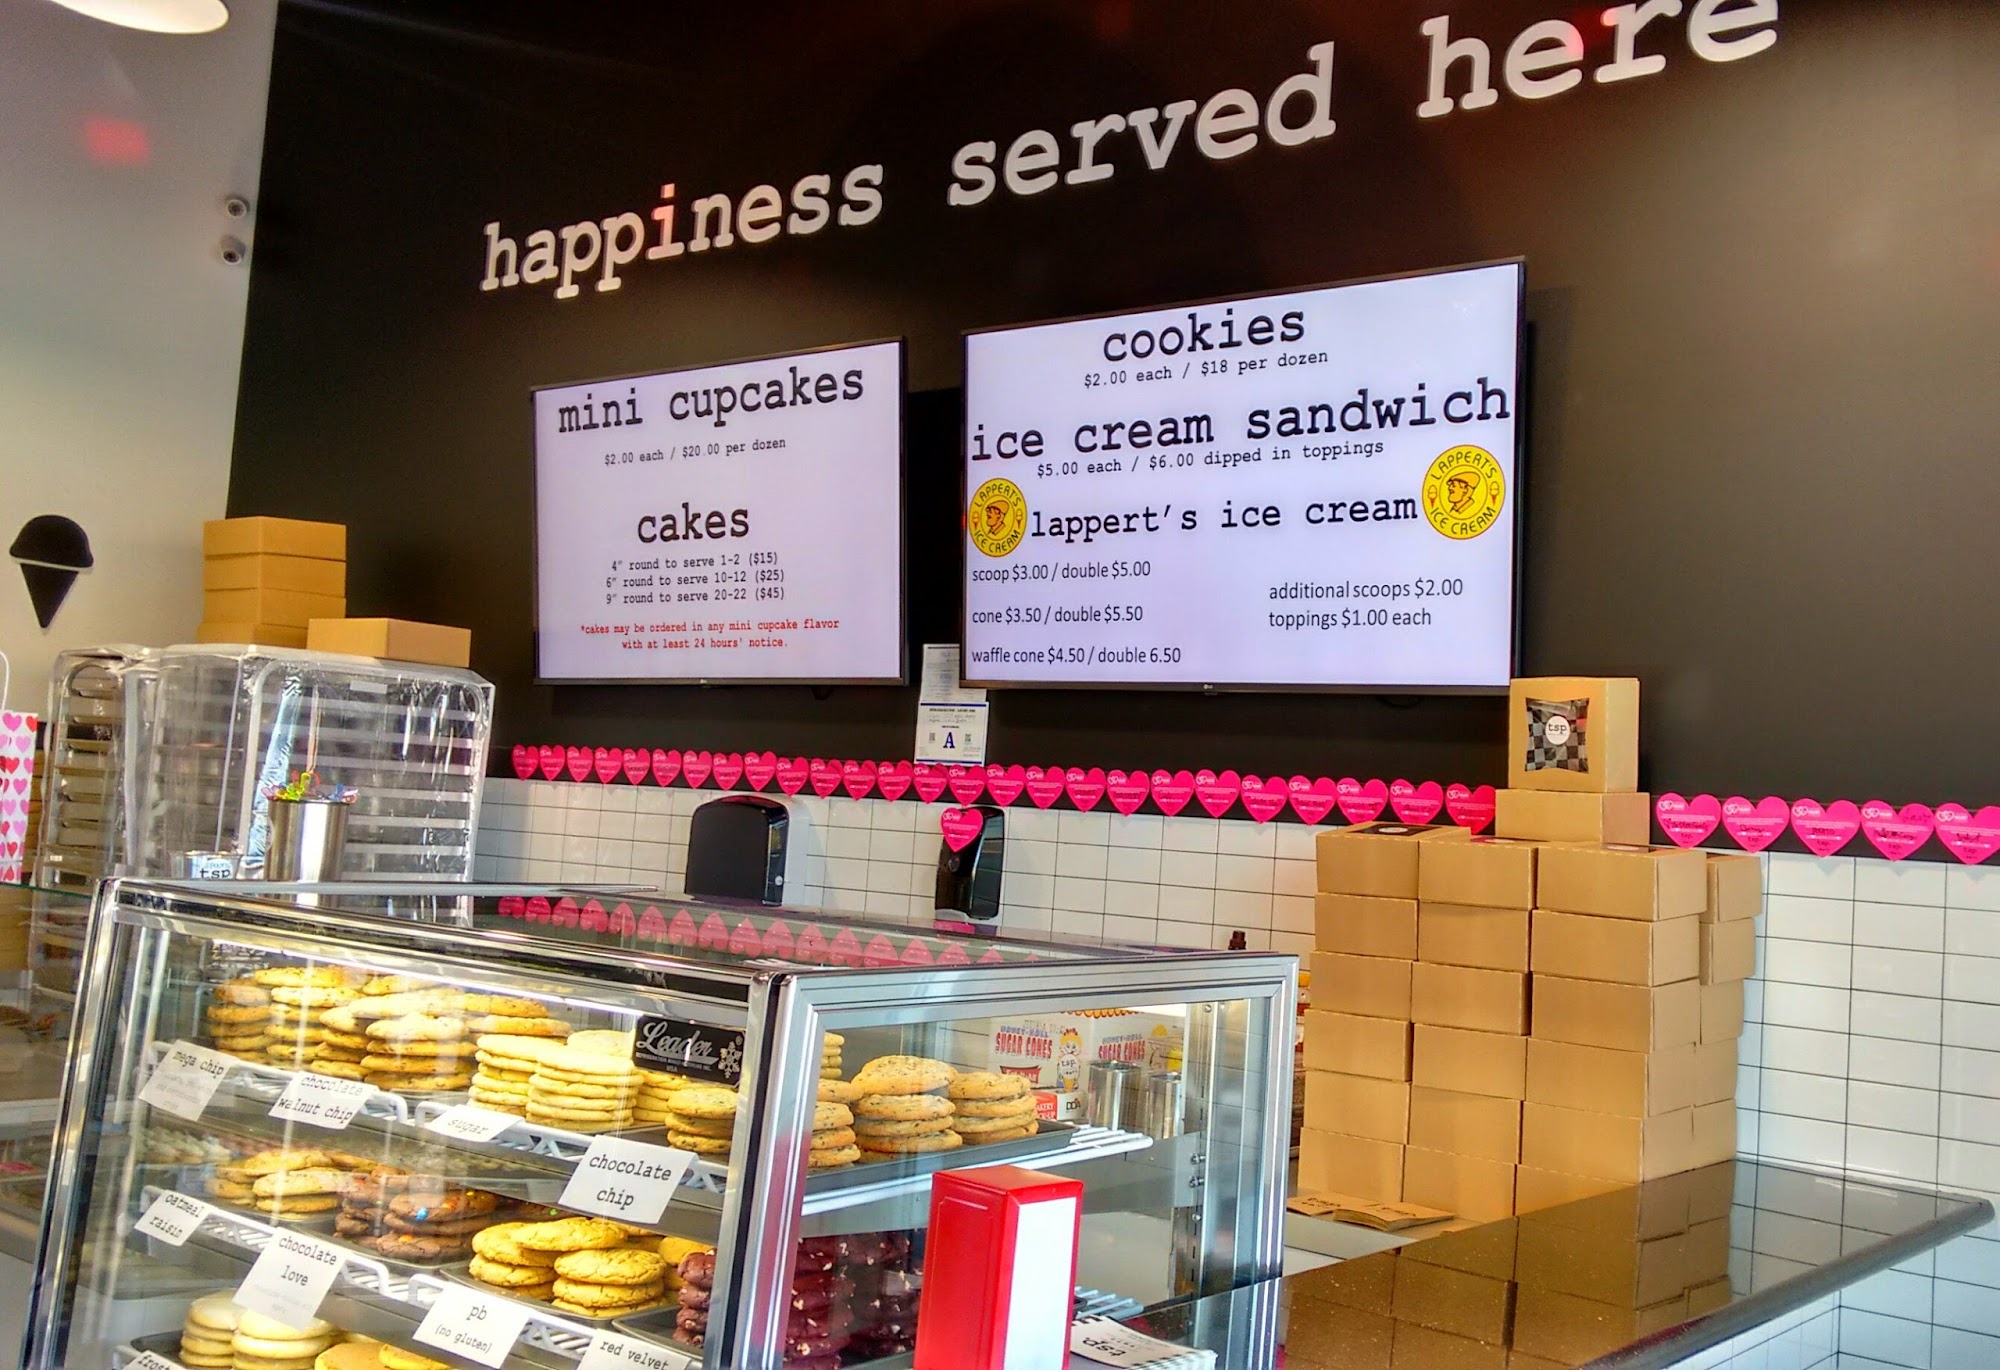 happiness served here
mini cupcakes
$2.00 each / $20.00 per dozen
cakes
4" round to serve 1-2 ($15)
6" round to serve 10-12 ($25)
9" round to serve 20-22 ($45)
*cakes may be ordered in any mini cupcake flavor
with at least 24 hours' notice.
cookies
$2.00 each / $18 per dozen
ice cream sandwich
$5.00 each / $6.00 dipped in toppings
LAPPERT'S
ICE CREAM
lappert's ice cream
LAPPERT'S
ICE CREAM
scoop $3.00 / double $5.00
cone $3.50 / double $5.50
waffle cone $4.50 / double 6.50
additional scoops $2.00
toppings $1.00 each
A
tsp
tsp
Leader
mega chip
chocolate
walnut chip
sugar
chocolate
chip
SUGAR CONES
SUGAR CONES
tsp
oatmeal
raisin
chocolate
love
pb
(no gluten)
red velvet
tsp